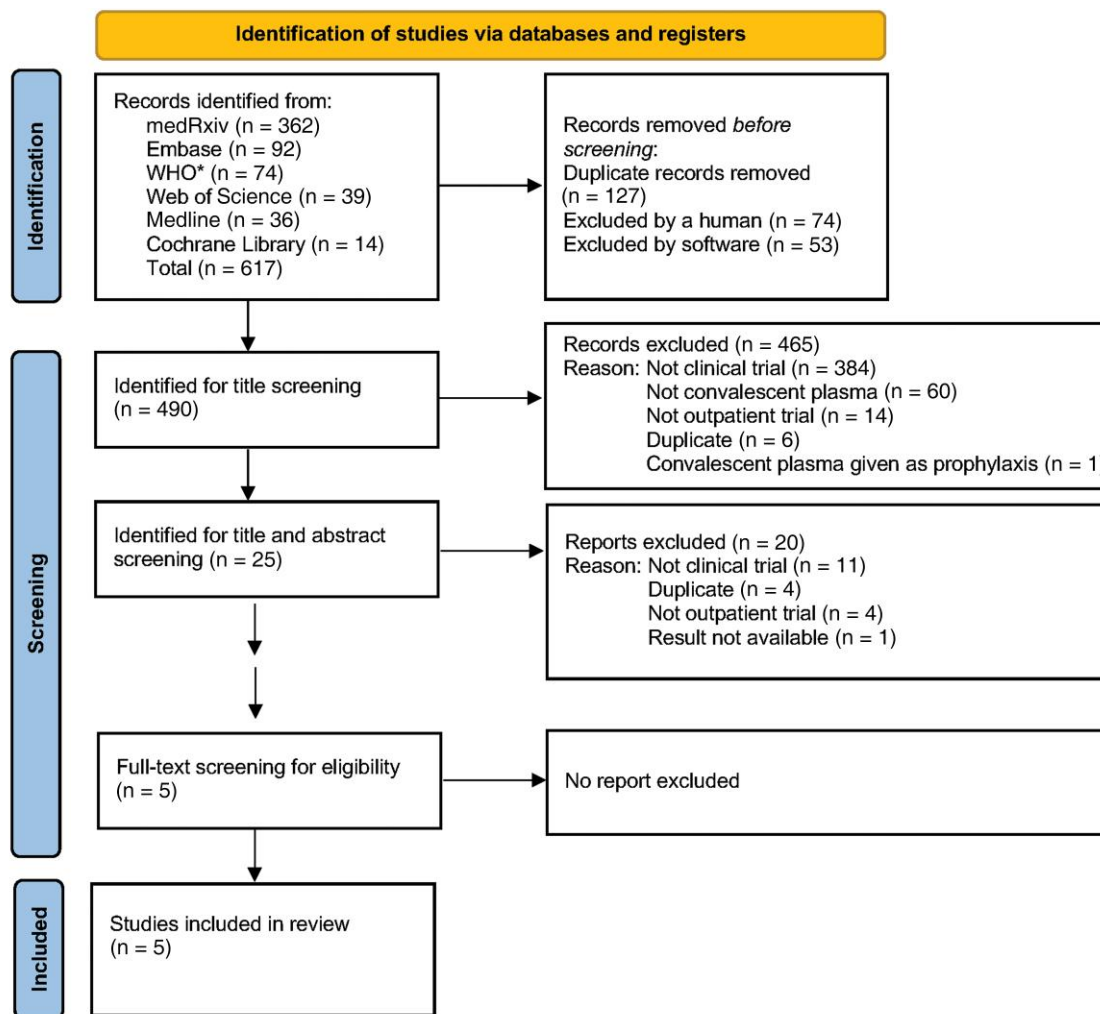 Identification of studies via databases and registers
Identification
Records identified from:
medRxiv (n = 362)
Embase (n = 92)
WHO* (n = 74)
Web of Science (n = 39)
Medline (n = 36)
Cochrane Library (n = 14)
Total (n = 617)
Records removed before
screening:
Duplicate records removed
(n = 127)
Excluded by a human (n = 74)
Excluded by software (n = 53)
Screening
Identified for title screening
(n = 490)
Records excluded (n = 465)
Reason: Not clinical trial (n = 384)
Not convalescent plasma (n = 60)
Not outpatient trial (n = 14)
Duplicate (n = 6)
Convalescent plasma given as prophylaxis (n = 1)
Identified for title and abstract
screening (n = 25)
Reports excluded (n = 20)
Reason: Not clinical trial (n = 11)
Duplicate (n = 4)
Not outpatient trial (n = 4)
Result not available (n = 1)
Full-text screening for eligibility
(n = 5)
No report excluded
Included
Studies included in review
(n = 5)